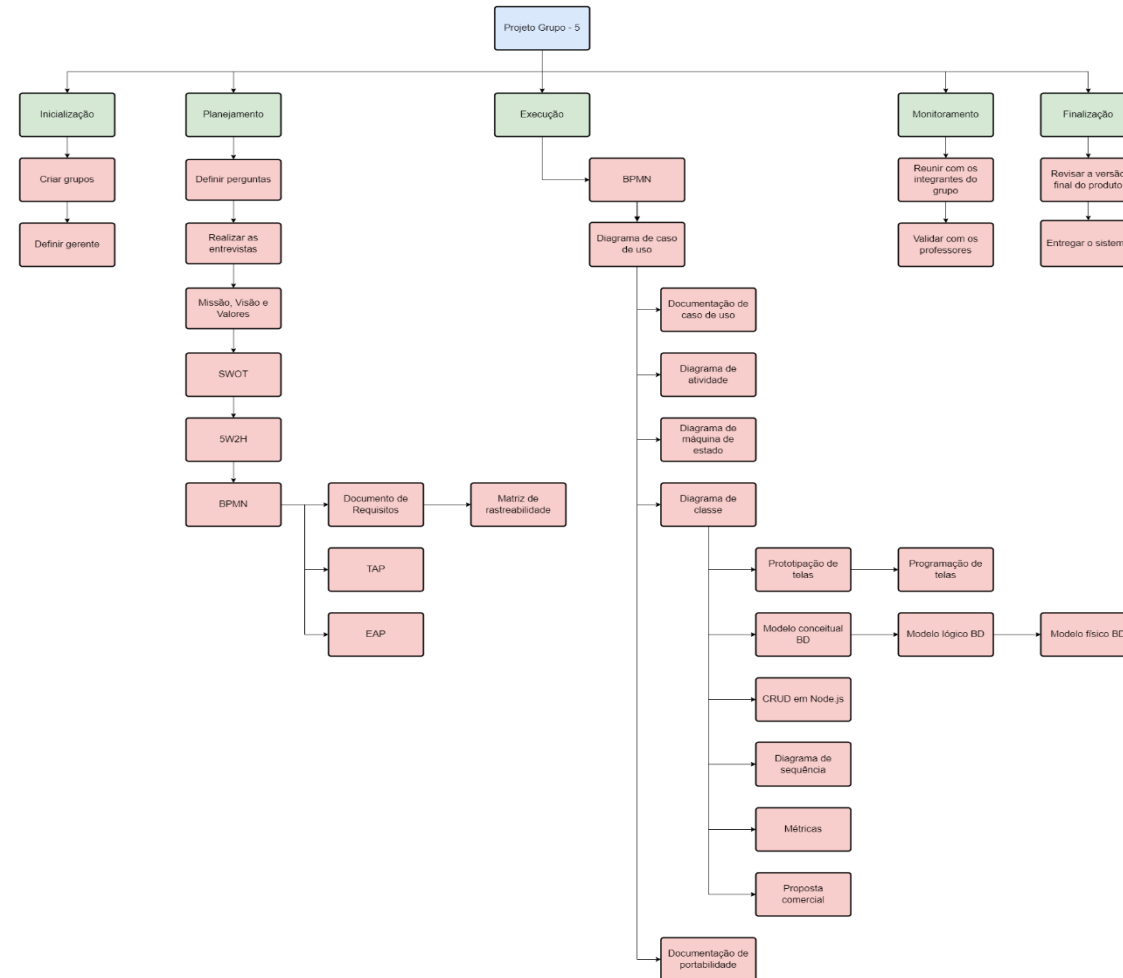 Projeto Grupo - 5
Inicialização
Planejamento
Execução
Monitoramento
Finalização
Criar grupos
Definir gerente
Definir perguntas
Realizar as
entrevistas
Missão, Visão e
Valores
SWOT
5W2H
BPMN
Documento de
Requisitos
Matriz de
rastreabilidade
TAP
EAP
BPMN
Diagrama de caso
de uso
Documentação de
caso de uso
Diagrama de
atividade
Diagrama de
máquina de
estado
Diagrama de
classe
Prototipação de
telas
Programação de
telas
Modelo conceitual
BD
Modelo lógico BD
Modelo físico BD
CRUD em Node.js
Diagrama de
sequência
Métricas
Proposta
comercial
Documentação de
portabilidade
Reunir com os
integrantes do
grupo
Validar com os
professores
Revisar a versão
final do produto
Entregar o